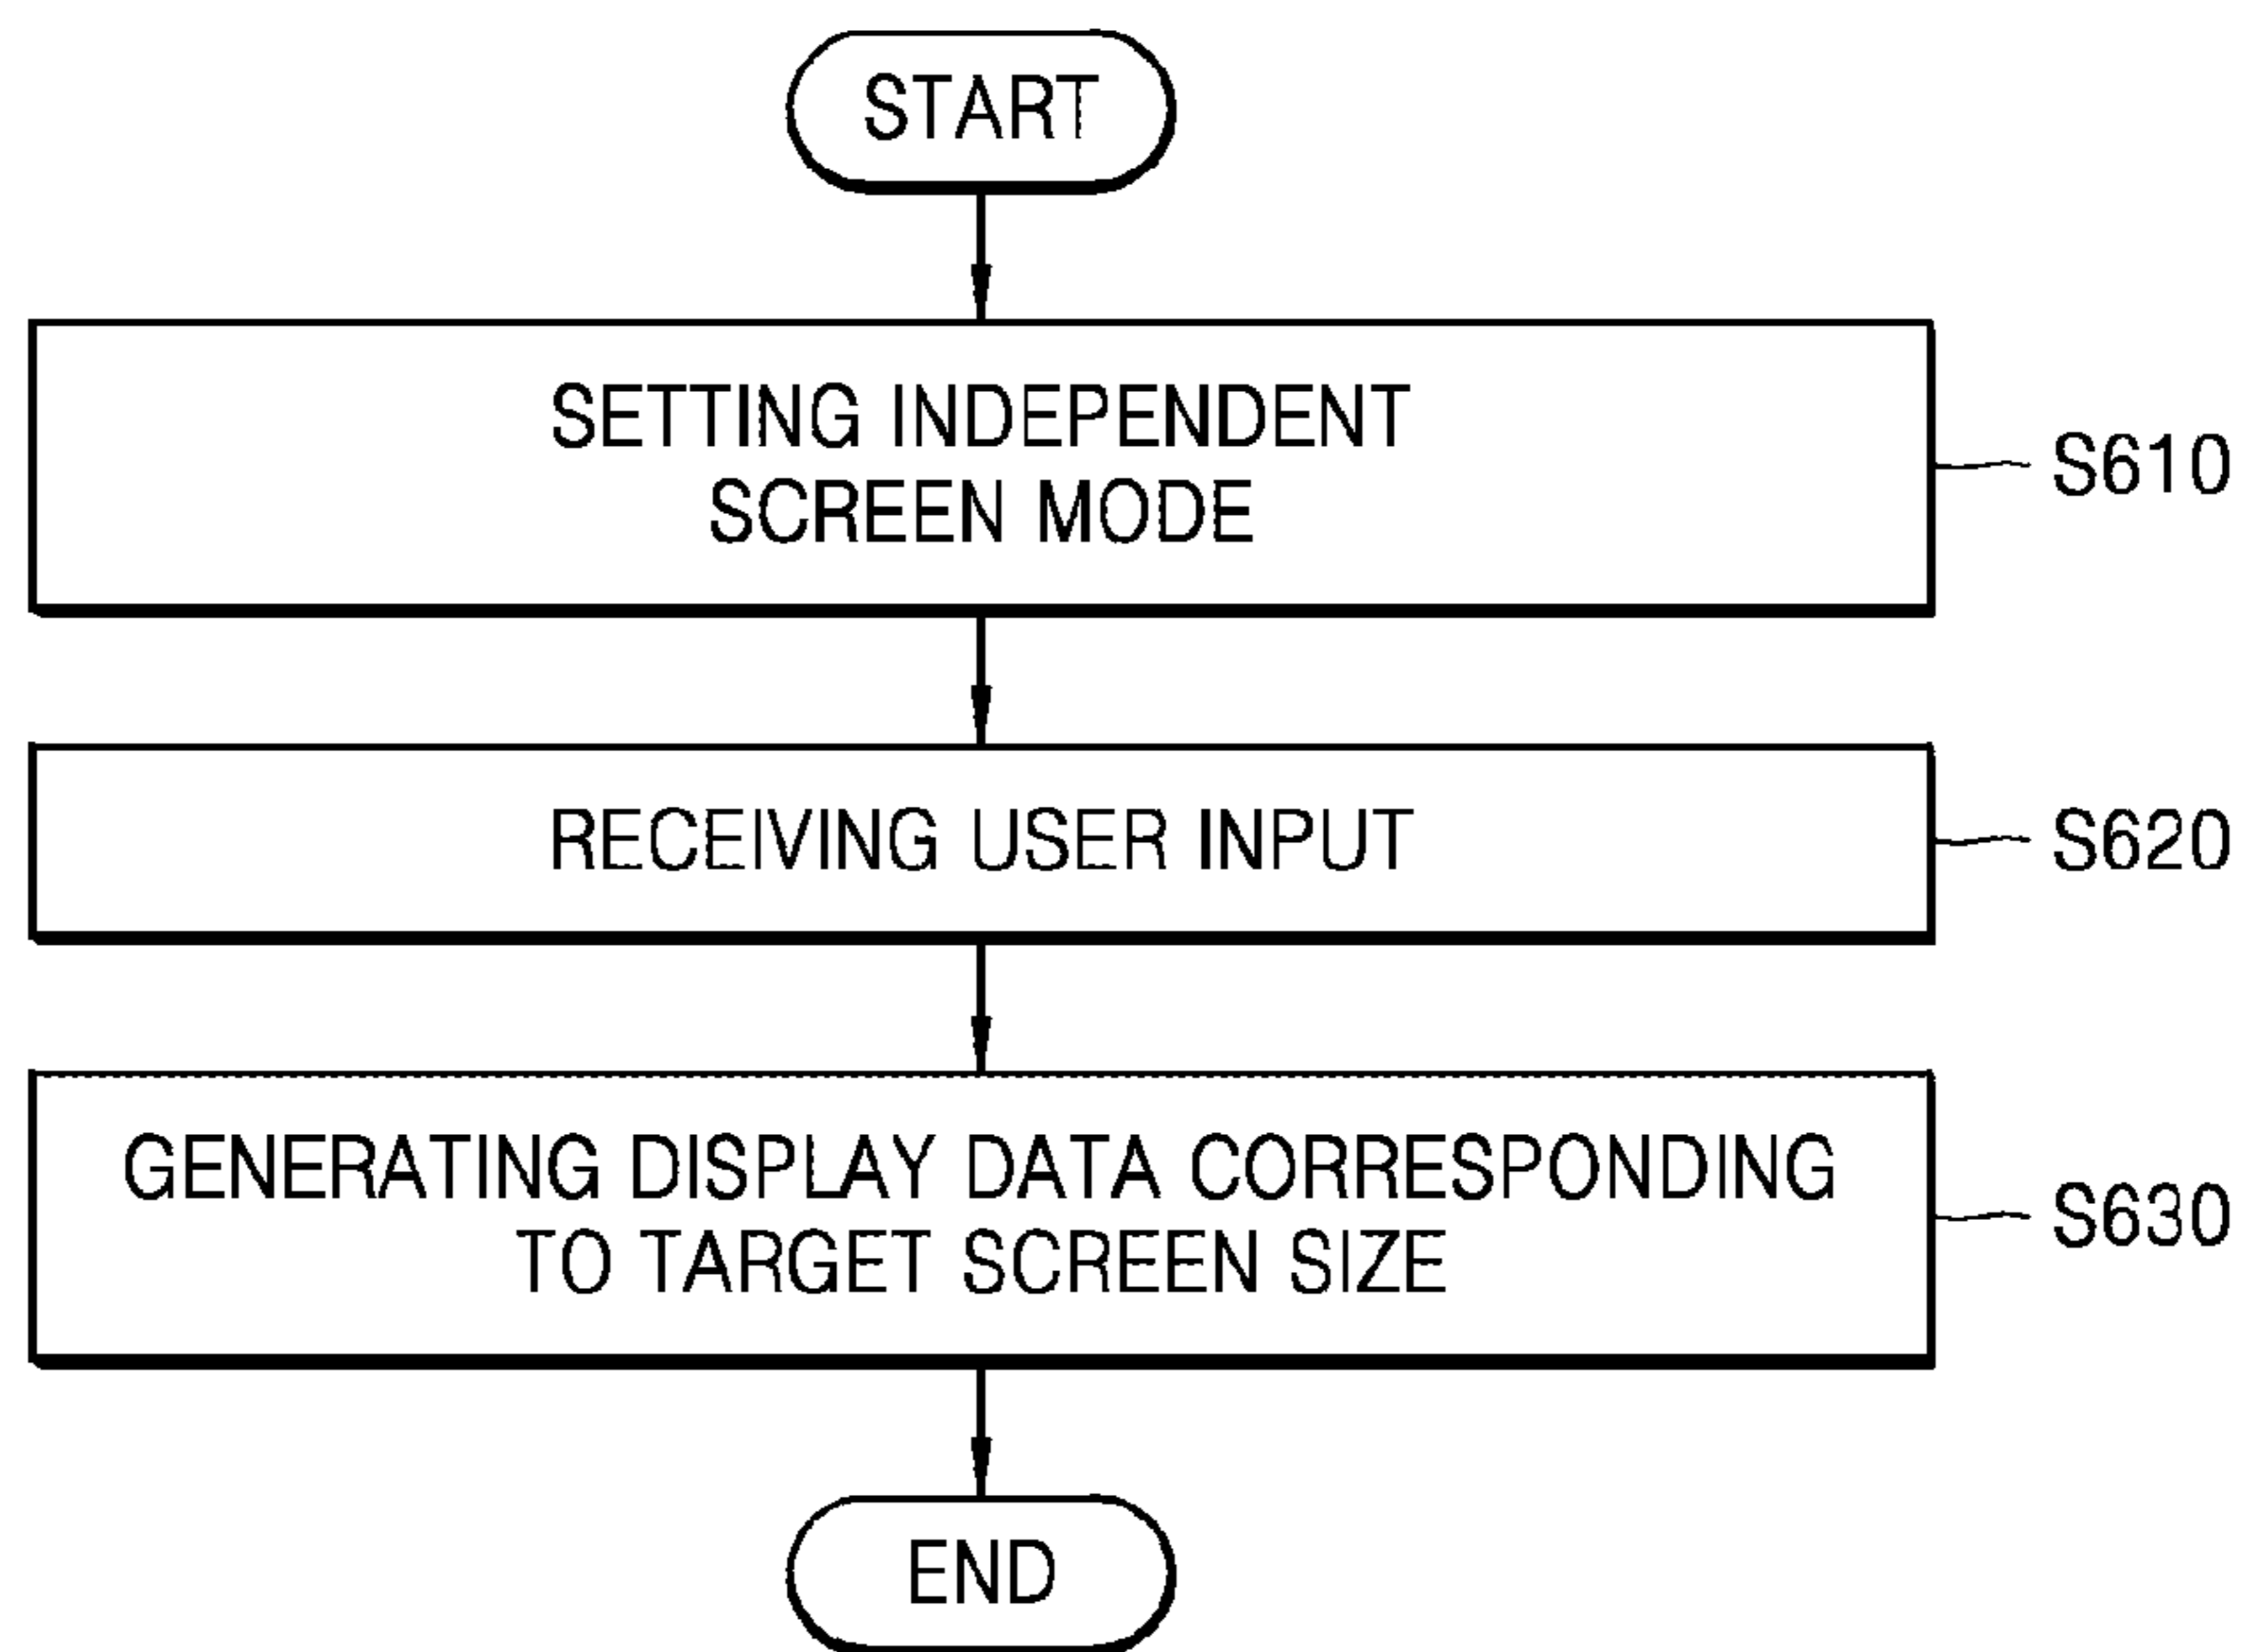 START
SETTING INDEPENDENT
SCREEN MODE
S610
RECEIVING USER INPUT
S620
GENERATING DISPLAY DATA CORRESPONDING
TO TARGET SCREEN SIZE
S630
END